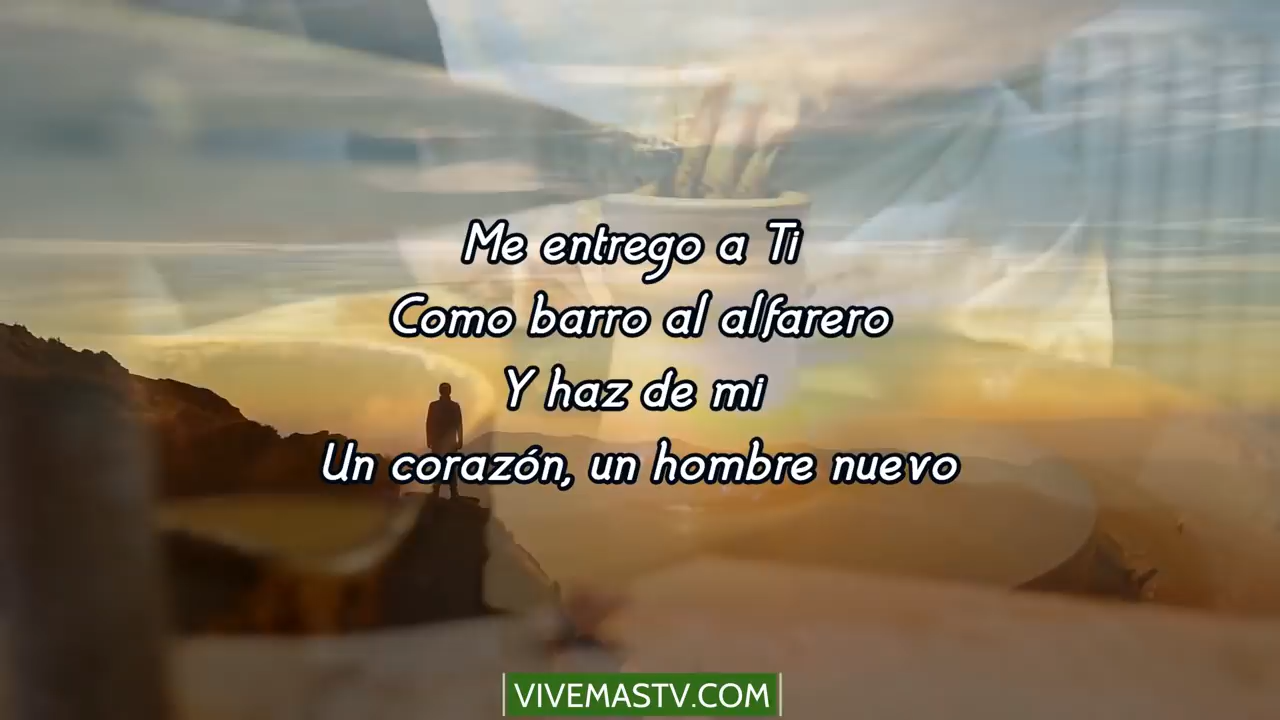 Me entrego a Ti
Como barro al alfarero
Y haz de mi
Un corazón, un hombre nuevo
VIVEMASTV.COM